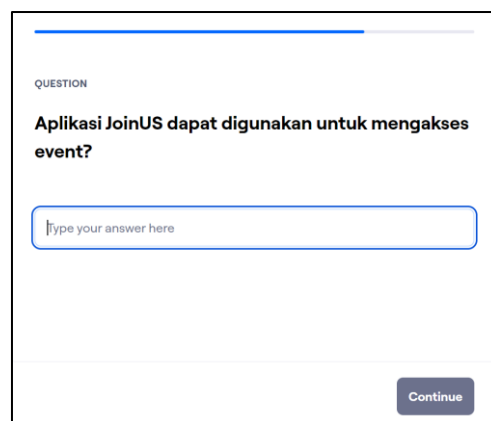 QUESTION
Aplikasi JoinUS dapat digunakan untuk mengakses
event?
Type your answer here
Continue